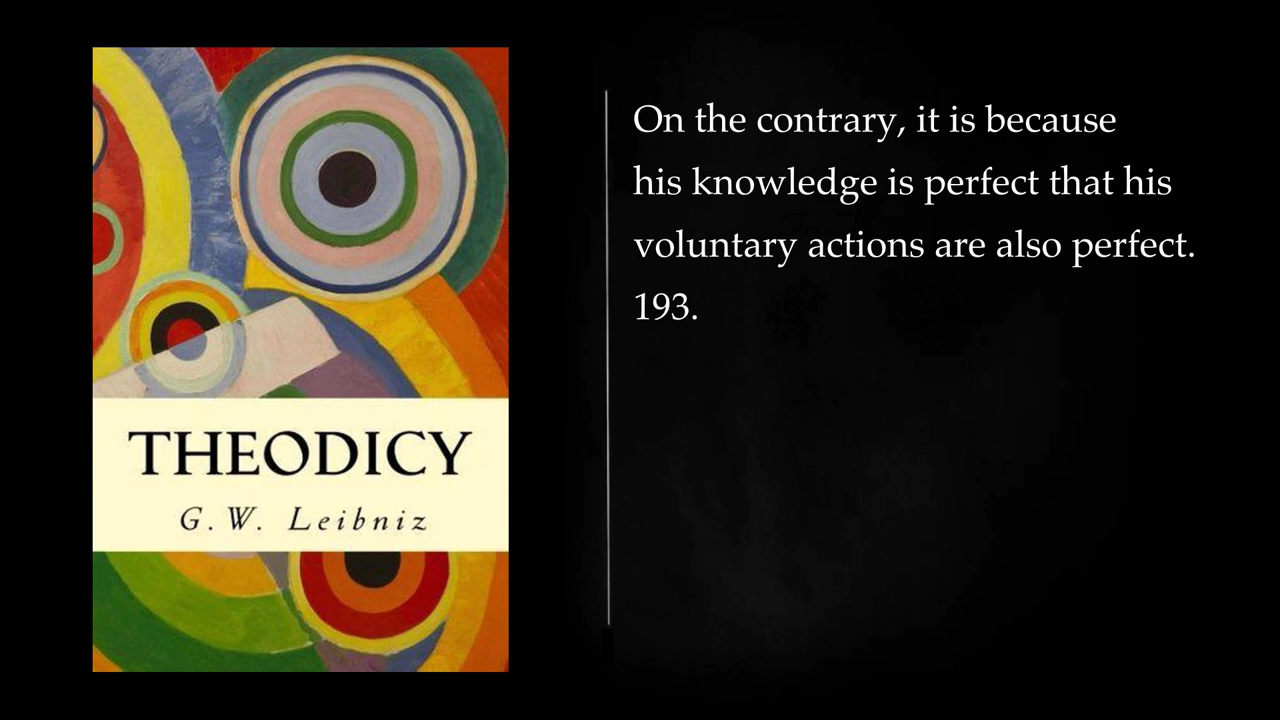 THEODICY
G. W. Leibniz
On the contrary, it is because
his knowledge is perfect that his
voluntary actions are also perfect.
193.